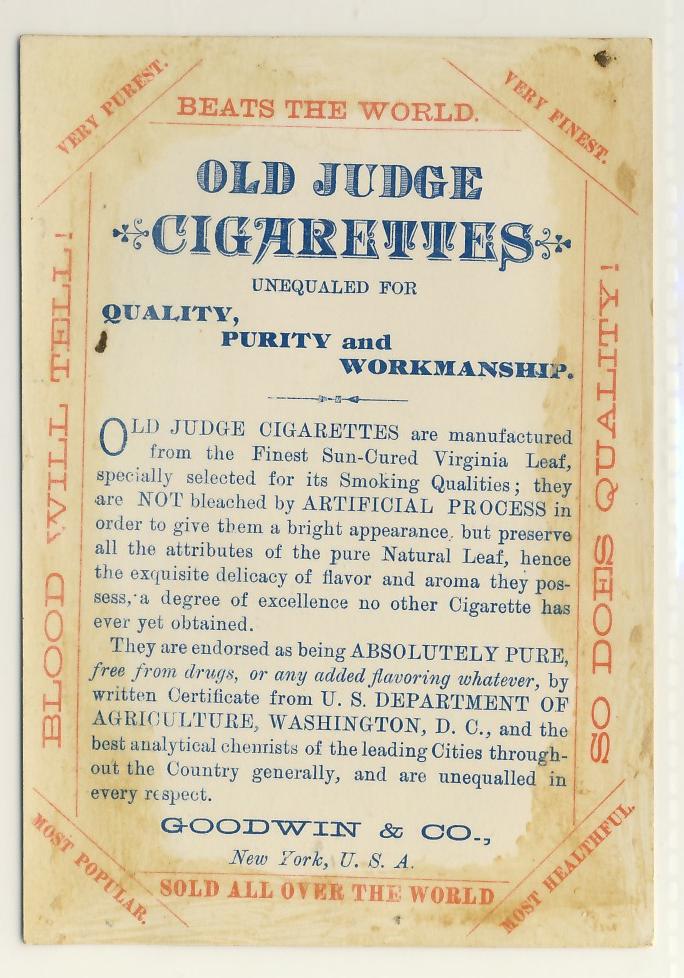 VERY PUREST.
BEATS THE WORLD.
VERY FINEST.
OLD JUDGE
CIGARETTES
UNEQUALED FOR
QUALITY,
PURITY and
WORKMANSHIP.
BLOOD WILL TELL!
SO DOES QUALITY!
OLD JUDGE CIGARETTES are manufactured
from the Finest Sun-Cured Virginia Leaf,
specially selected for its Smoking Qualities; they
are NOT bleached by ARTIFICIAL PROCESS in
order to give them a bright appearance, but preserve
all the attributes of the pure Natural Leaf, hence
the exquisite delicacy of flavor and aroma they pos-
sess, a degree of excellence no other Cigarette has
ever yet obtained.
They are endorsed as being ABSOLUTELY PURE,
free from drugs, or any added flavoring whatever, by
written Certificate from U. S. DEPARTMENT OF
AGRICULTURE, WASHINGTON, D. C., and the
best analytical chemists of the leading Cities through-
out the Country generally, and are unequalled in
every respect.
GOODWIN & CO.,
New York, U. S. A.
MOST POPULAR.
SOLD ALL OVER THE WORLD
MOST HEALTHFUL.